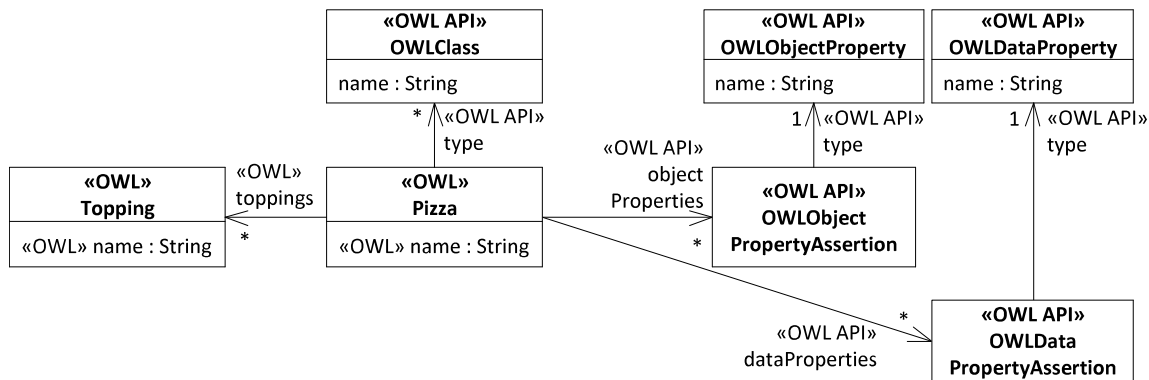 «OWL API»
OWLClass
name : String
«OWL API»
OWLObjectProperty
name : String
«OWL API»
OWLDataProperty
name : String
*
«OWL API»
type
1
«OWL API»
type
1
«OWL API»
type
«OWL»
Topping
«OWL» name : String
«OWL»
toppings
*
«OWL»
Pizza
«OWL» name : String
«OWL API»
object
Properties
*
«OWL API»
OWLObject
PropertyAssertion
*
«OWL API»
dataProperties
«OWL API»
OWLData
PropertyAssertion